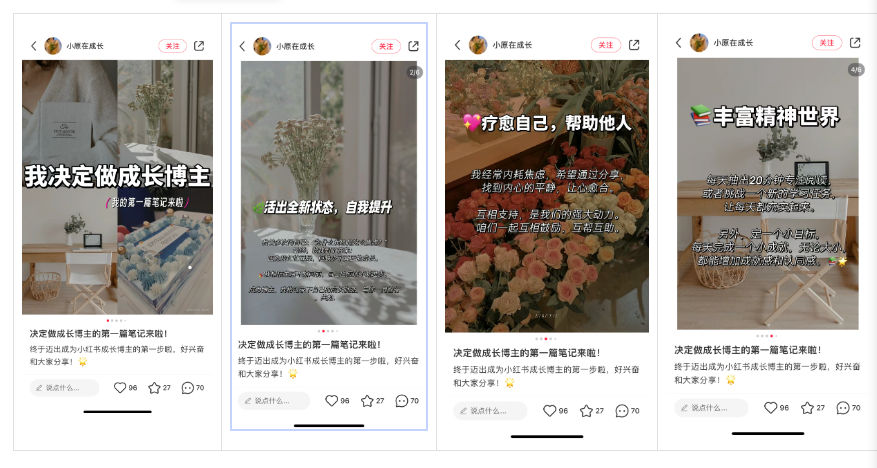 小原在成长
关注
我决定做成长博主
(我的第一篇笔记来啦)
决定做成长博主的第一篇笔记来啦!
终于迈出成为小红书成长博主的第一步啦，好兴奋
和大家分享! 🌟
说点什么...
96
27
70
小原在成长
关注
2/6
🌿活出全新状态，自我提升
决定做成长博主的第一篇笔记来啦!
终于迈出成为小红书成长博主的第一步啦，好兴奋
和大家分享! 🌟
说点什么...
96
27
70
小原在成长
关注
💖疗愈自己，帮助他人
我经常内耗焦虑，希望通过分享，
找到内心的平静，让心愈合。
互相支持，是我们的强大动力。
咱们一起互相鼓励，互帮互助。
决定做成长博主的第一篇笔记来啦!
终于迈出成为小红书成长博主的第一步啦，好兴奋
和大家分享! 🌟
说点什么...
96
27
70
小原在成长
关注
4/6
📚丰富精神世界
每天抽出20分钟专注阅读，
或者挑战一个新的学习任务，
让每天都充实起来。
另外，定一个小目标，
每天完成一个小成就，无论大小，
都能增加成就感和认同感。
决定做成长博主的第一篇笔记来啦!
终于迈出成为小红书成长博主的第一步啦，好兴奋
和大家分享! 🌟
说点什么...
96
27
70